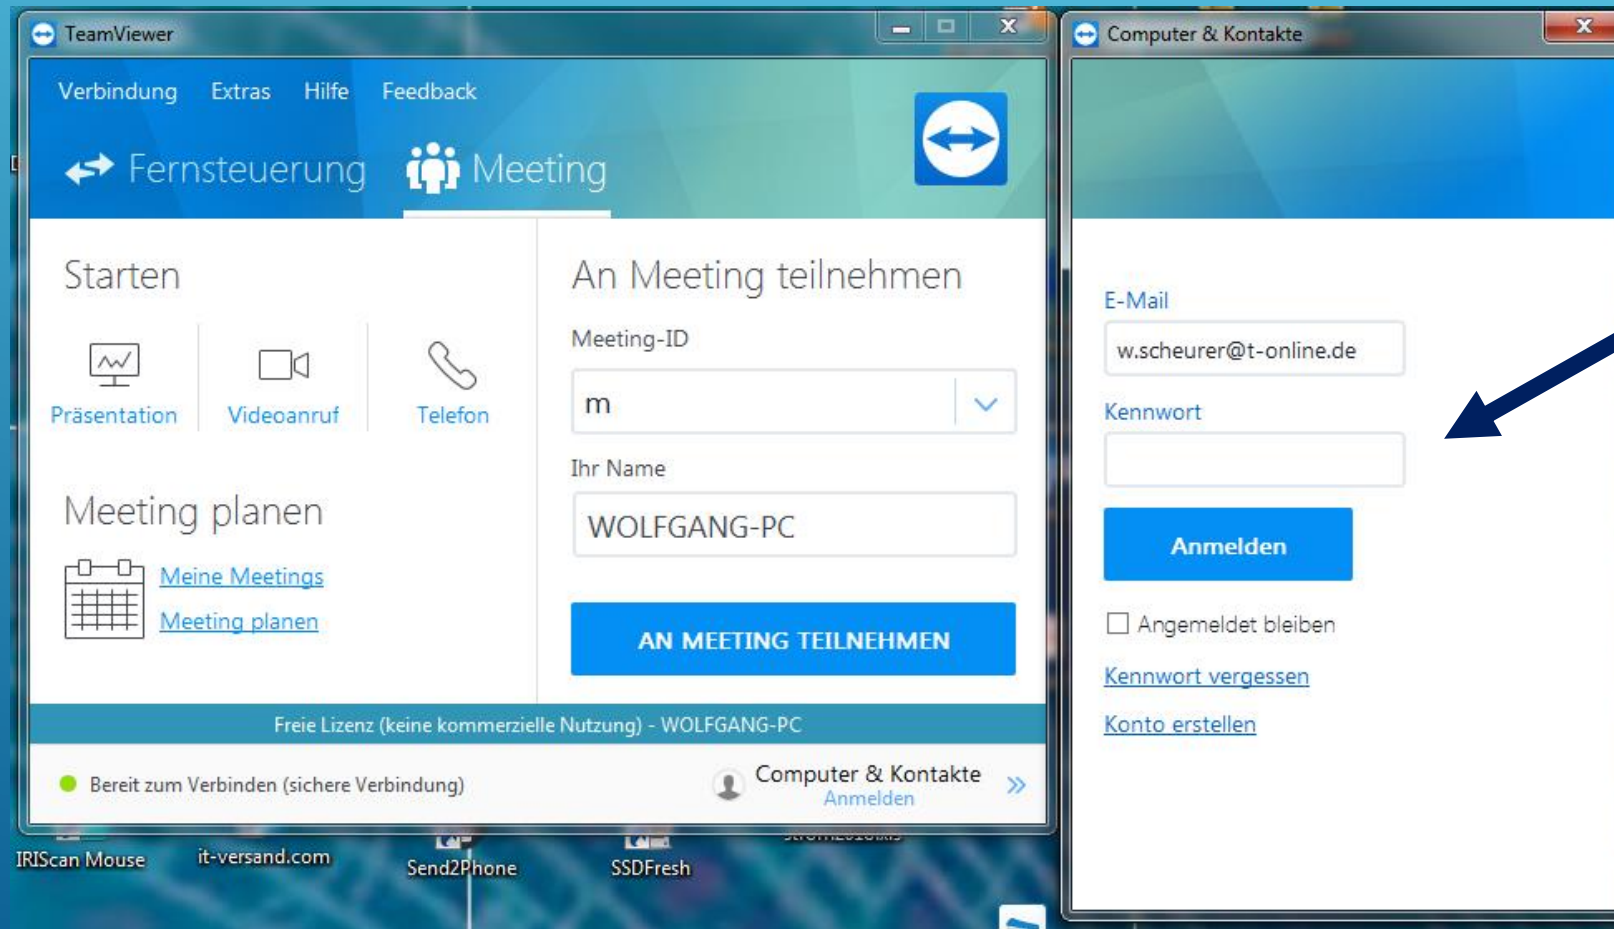 TeamViewer
Verbindung Extras Hilfe Feedback
Fernsteuerung Meeting
Starten
Präsentation Videoanruf Telefon
Meeting planen
Meine Meetings
Meeting planen
An Meeting teilnehmen
Meeting-ID
m
Ihr Name
WOLFGANG-PC
AN MEETING TEILNEHMEN
Freie Lizenz (keine kommerzielle Nutzung) - WOLFGANG-PC
Bereit zum Verbinden (sichere Verbindung)
Computer & Kontakte
Anmelden
Computer & Kontakte
E-Mail
w.scheurer@t-online.de
Kennwort
Anmelden
Angemeldet bleiben
Kennwort vergessen
Konto erstellen
IRIScan Mouse
it-versand.com
Send2Phone
SSDFresh